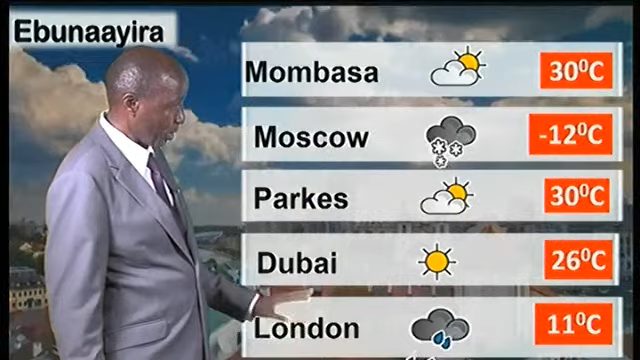 Ebunaayira
Mombasa 30⁰C
Moscow -12⁰C
Parkes 30⁰C
Dubai 26⁰C
London 11⁰C